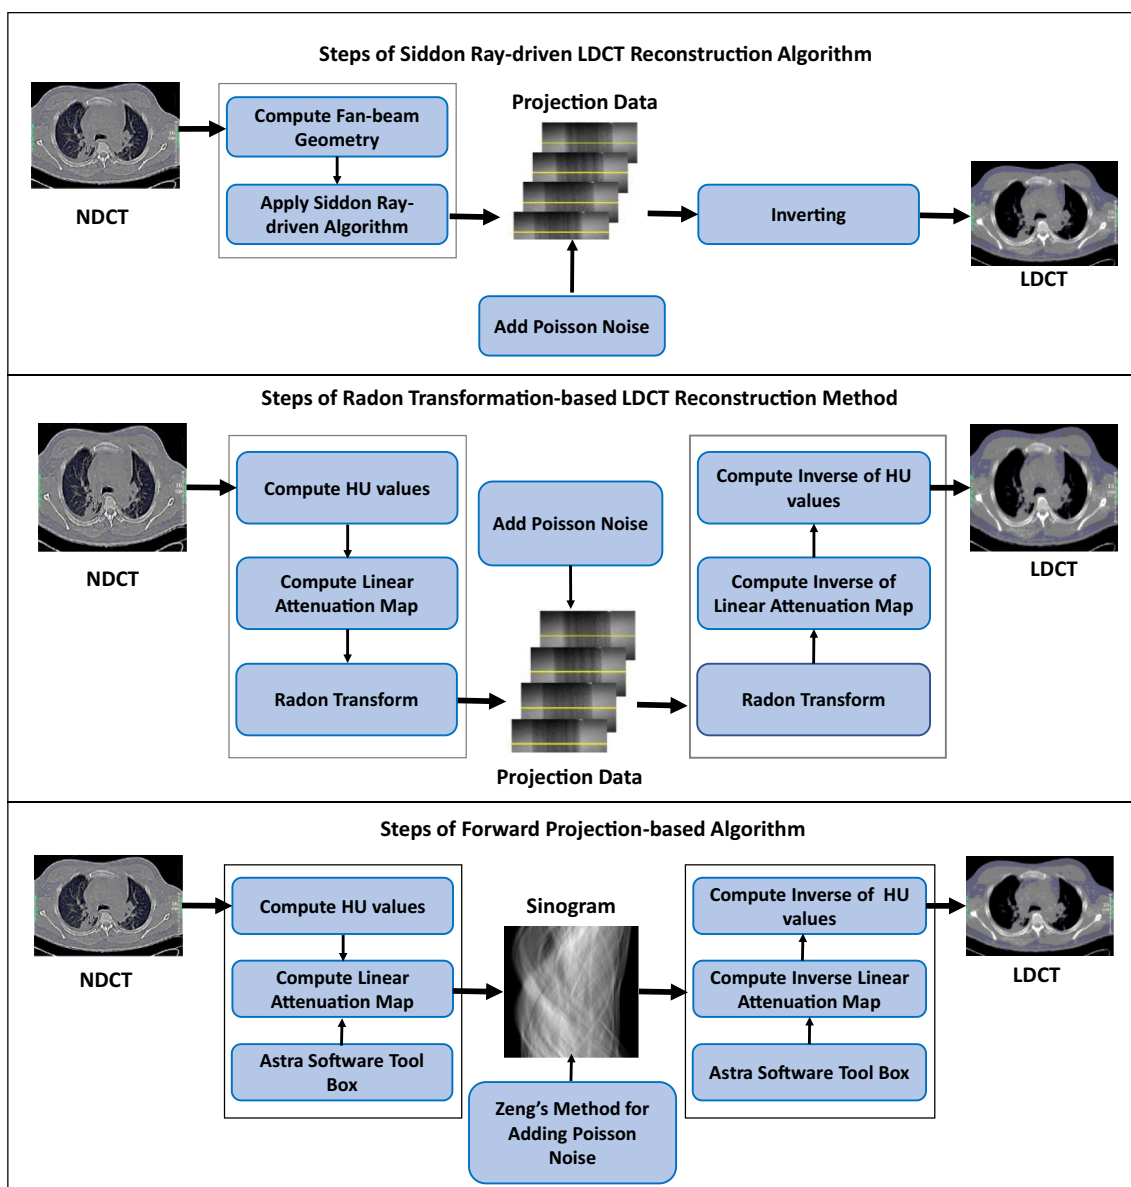 Steps of Siddon Ray-driven LDCT Reconstruction Algorithm
NDCT
Compute Fan-beam
Geometry
Apply Siddon Ray-
driven Algorithm
Projection Data
Add Poisson Noise
Inverting
LDCT
Steps of Radon Transformation-based LDCT Reconstruction Method
NDCT
Compute HU values
Compute Linear
Attenuation Map
Radon Transform
Add Poisson Noise
Projection Data
Compute Inverse of HU
values
Compute Inverse of
Linear Attenuation Map
Radon Transform
LDCT
Steps of Forward Projection-based Algorithm
NDCT
Compute HU values
Compute Linear
Attenuation Map
Astra Software Tool
Box
Sinogram
Zeng’s Method for
Adding Poisson
Noise
Compute Inverse of HU
values
Compute Inverse Linear
Attenuation Map
Astra Software Tool Box
LDCT